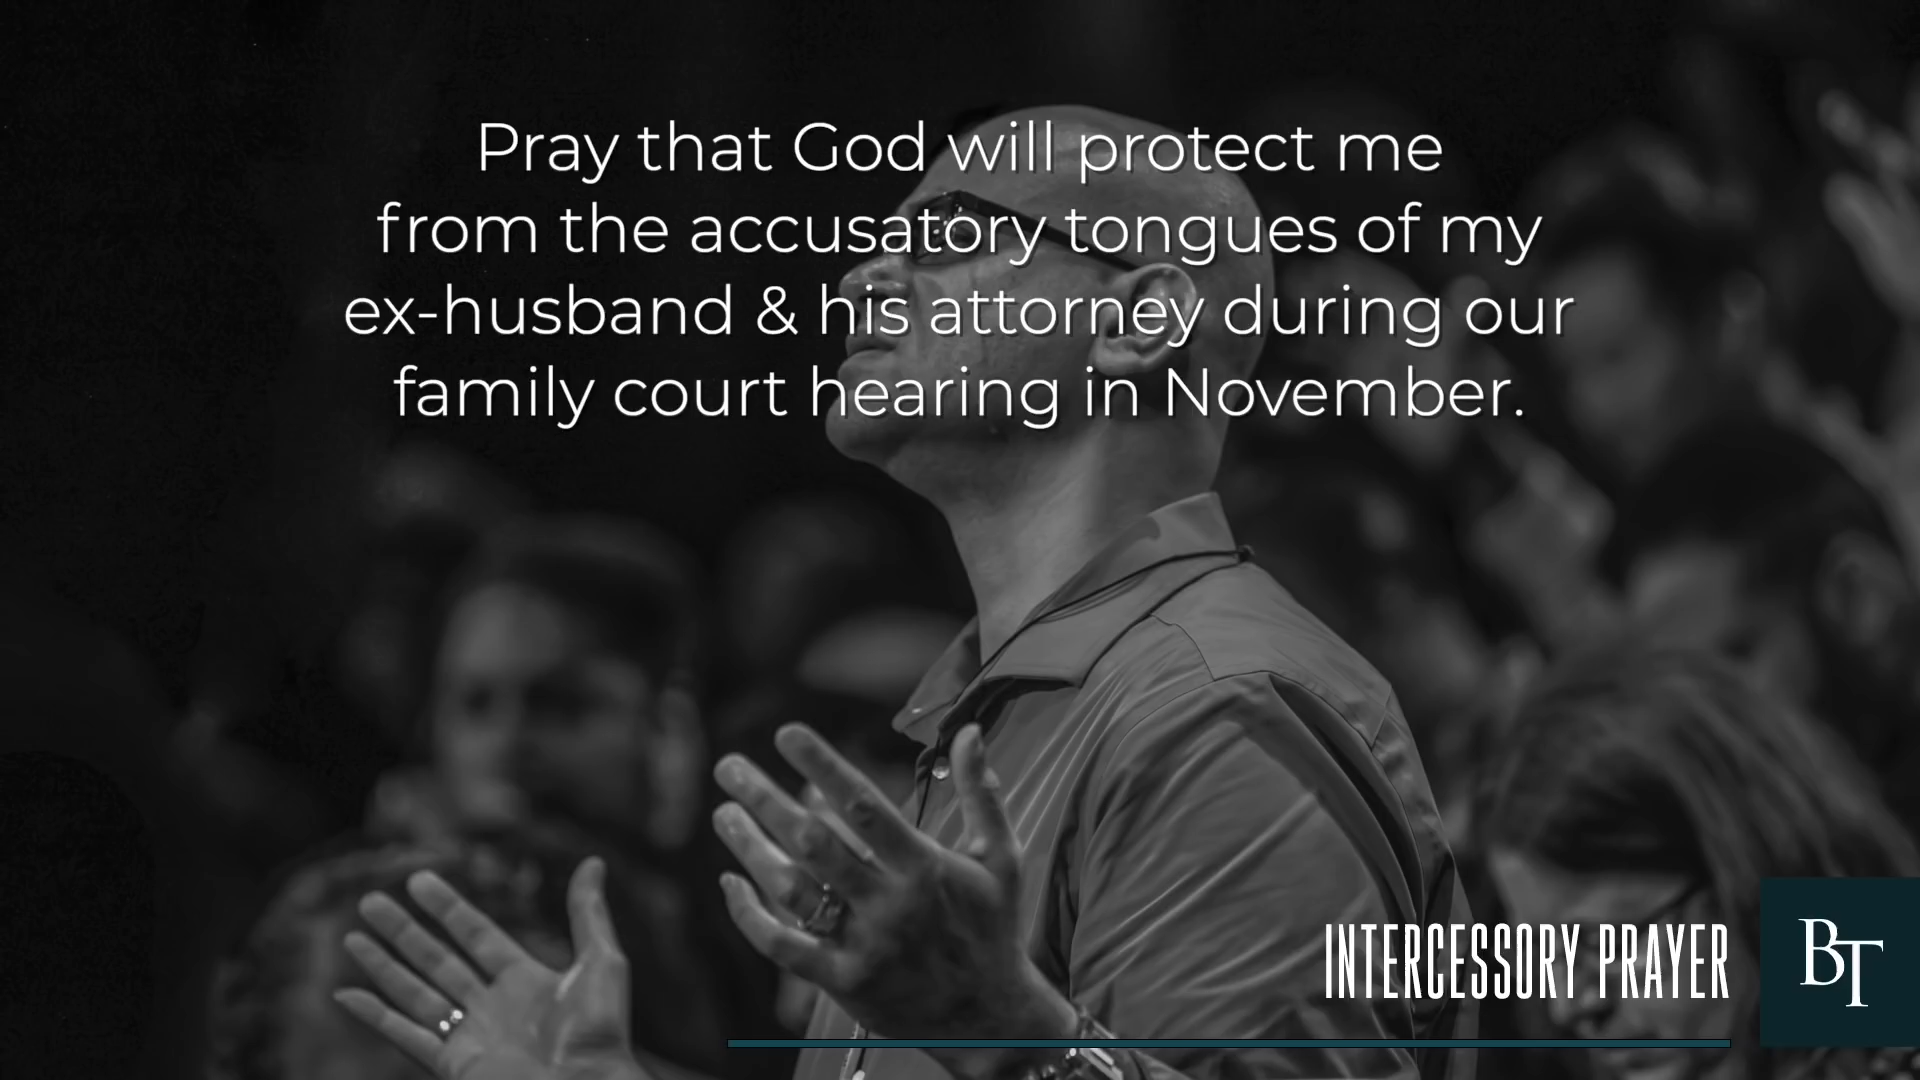 Pray that God will protect me
from the accusatory tongues of my
ex-husband & his attorney during our
family court hearing in November.
INTERCESSORY PRAYER
BT